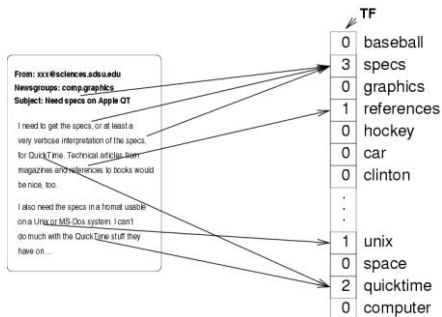 TF
From: xxx@sciences.sdsu.edu
Newsgroups: comp.graphics
Subject: Need specs on Apple QT
I need to get the specs, or at least a
very verbose interpretation of the specs,
for QuickTime. Technical articles from
magazines and references to books would
be nice, too.
I also need the specs in a fromat usable
on a Unix or MS-Dos system. I can't
do much with the QuickTime stuff they
have on ...
0 baseball
3 specs
0 graphics
1 references
0 hockey
0 car
0 clinton
1 unix
0 space
2 quicktime
0 computer